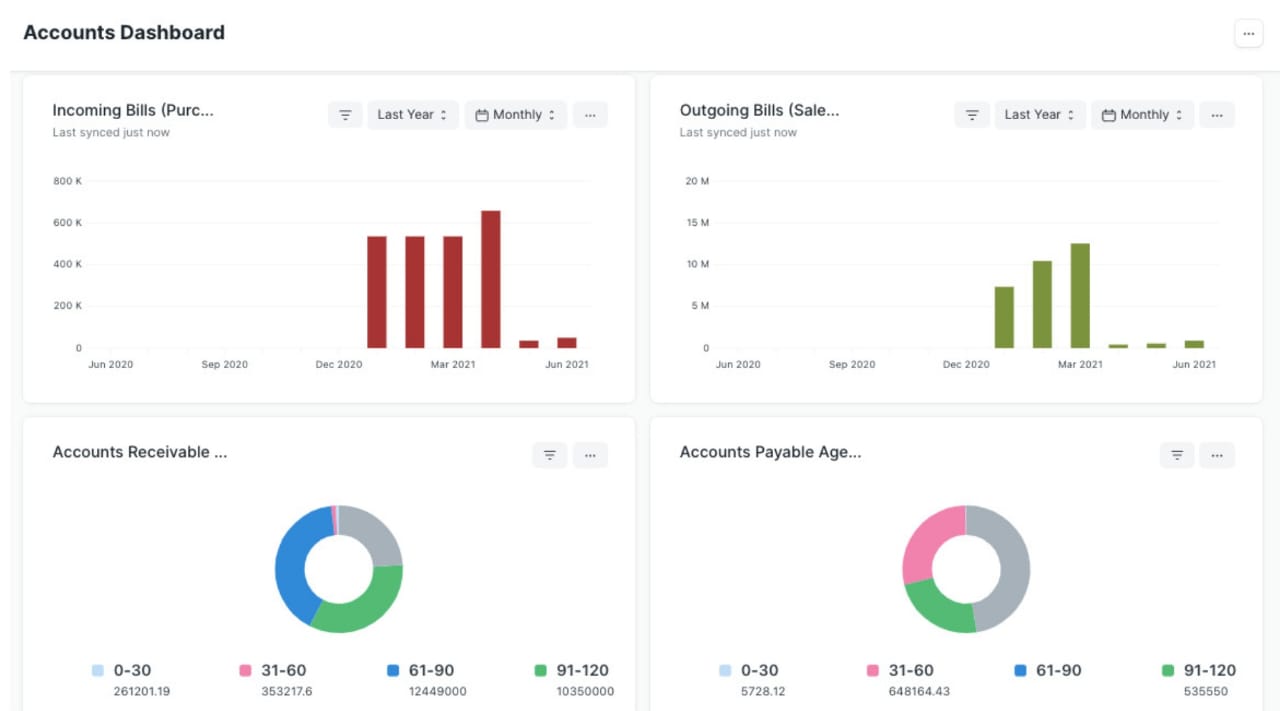 Accounts Dashboard
...
Incoming Bills (Purc...
Last Year
Monthly
...
Last synced just now
800 K
600 K
400 K
200 K
0
Jun 2020 Sep 2020 Dec 2020 Mar 2021 Jun 2021
Outgoing Bills (Sale...
Last Year
Monthly
...
Last synced just now
20 M
15 M
10 M
5 M
0
Jun 2020 Sep 2020 Dec 2020 Mar 2021 Jun 2021
Accounts Receivable ...
...
0-30 31-60 61-90 91-120
261201.19 353217.6 12449000 10350000
Accounts Payable Age...
...
0-30 31-60 61-90 91-120
5728.12 648164.43 535550